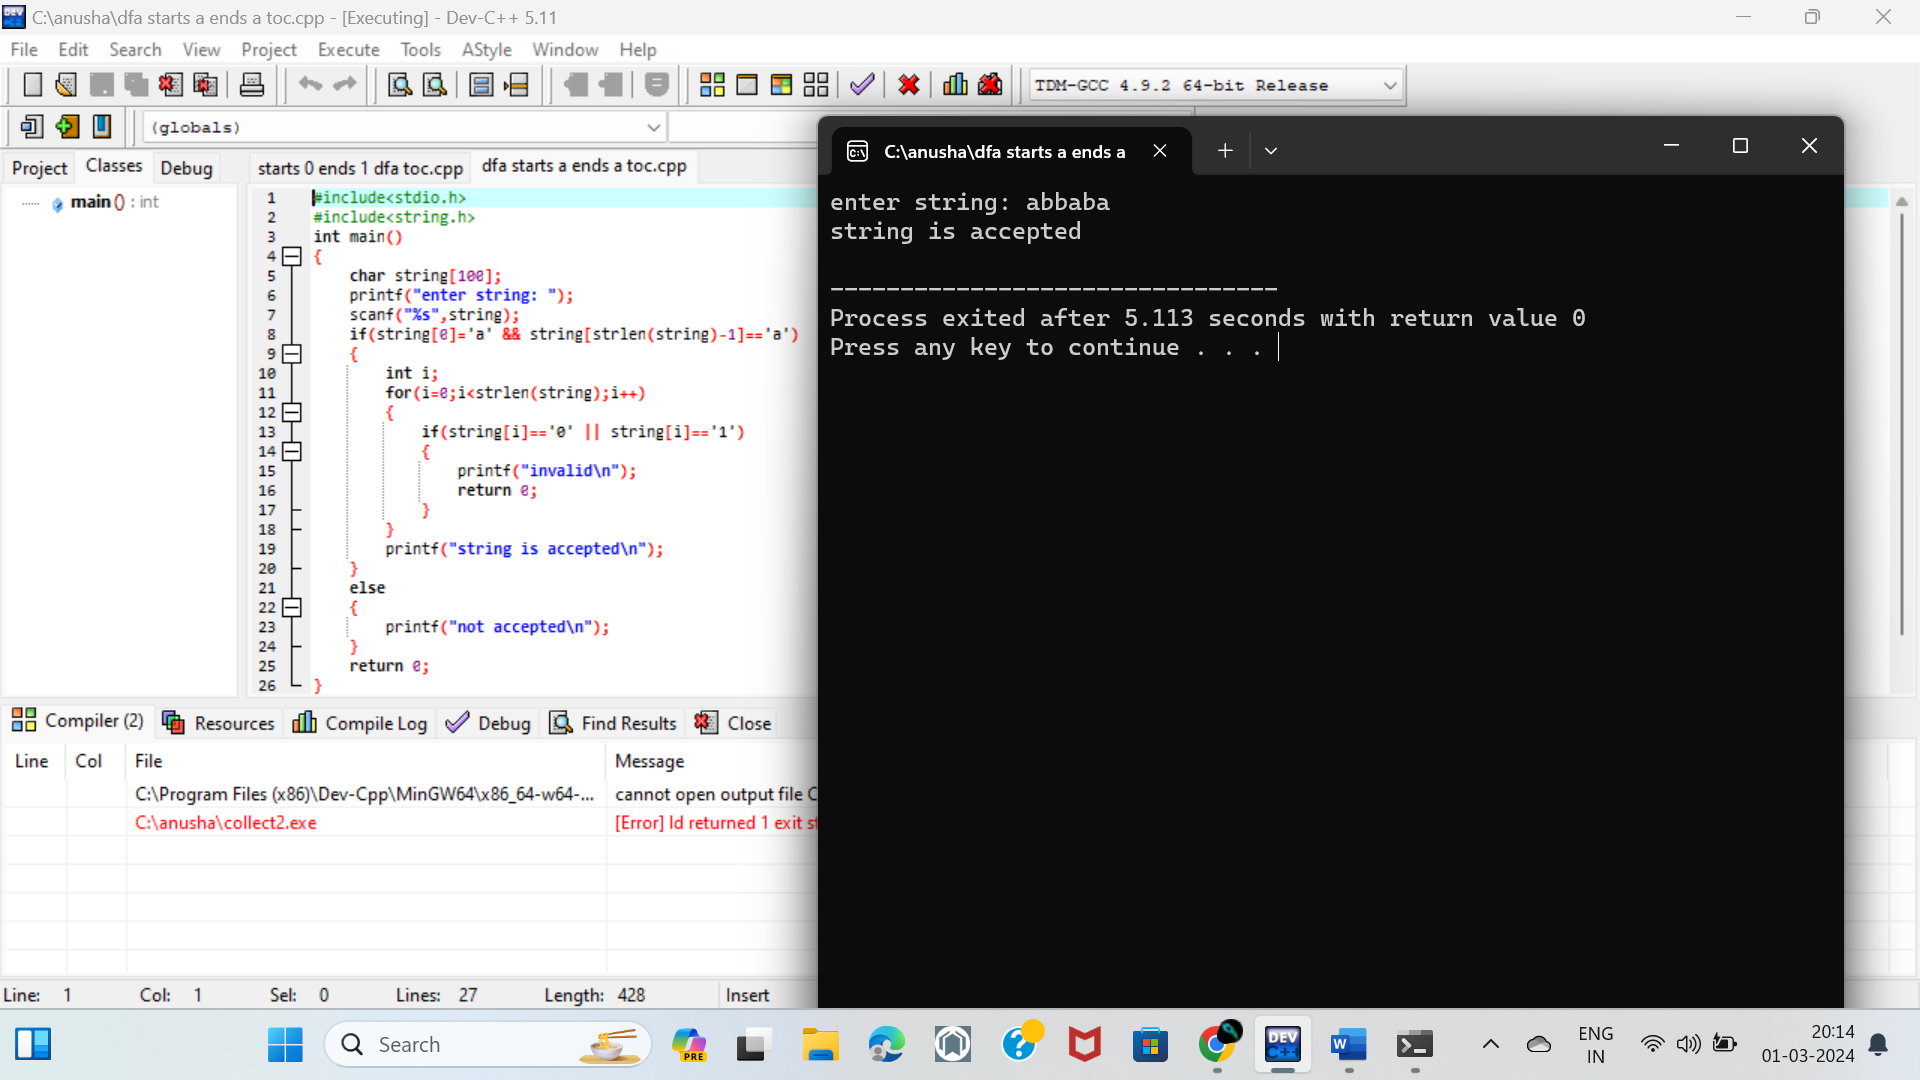 C:\anusha\dfa starts a ends a toc.cpp - [Executing] - Dev-C++ 5.11
File Edit Search View Project Execute Tools AStyle Window Help
TDM-GCC 4.9.2 64-bit Release
(globals)
Project Classes Debug
starts 0 ends 1 dfa toc.cpp dfa starts a ends a toc.cpp
main () : int
1 #include<stdio.h>
2 #include<string.h>
3 int main()
4 {
5 char string[100];
6 printf("enter string: ");
7 scanf("%s",string);
8 if(string[0]='a' && string[strlen(string)-1]=='a')
9 {
10 int i;
11 for(i=0;i<strlen(string);i++)
12 {
13 if(string[i]=='0' || string[i]=='1')
14 {
15 printf("invalid\n");
16 return 0;
17 }
18 }
19 printf("string is accepted\n");
20 }
21 else
22 {
23 printf("not accepted\n");
24 }
25 return 0;
26 }
C:\anusha\dfa starts a ends a
enter string: abbaba
string is accepted
--------------------------------
Process exited after 5.113 seconds with return value 0
Press any key to continue . . .
Compiler (2) Resources Compile Log Debug Find Results Close
Line Col File Message
C:\Program Files (x86)\Dev-Cpp\MinGW64\x86_64-w64-... cannot open output file C
C:\anusha\collect2.exe [Error] ld returned 1 exit st
Line: 1 Col: 1 Sel: 0 Lines: 27 Length: 428 Insert
Search
PRE
DEV C++
W
ENG
IN
20:14
01-03-2024